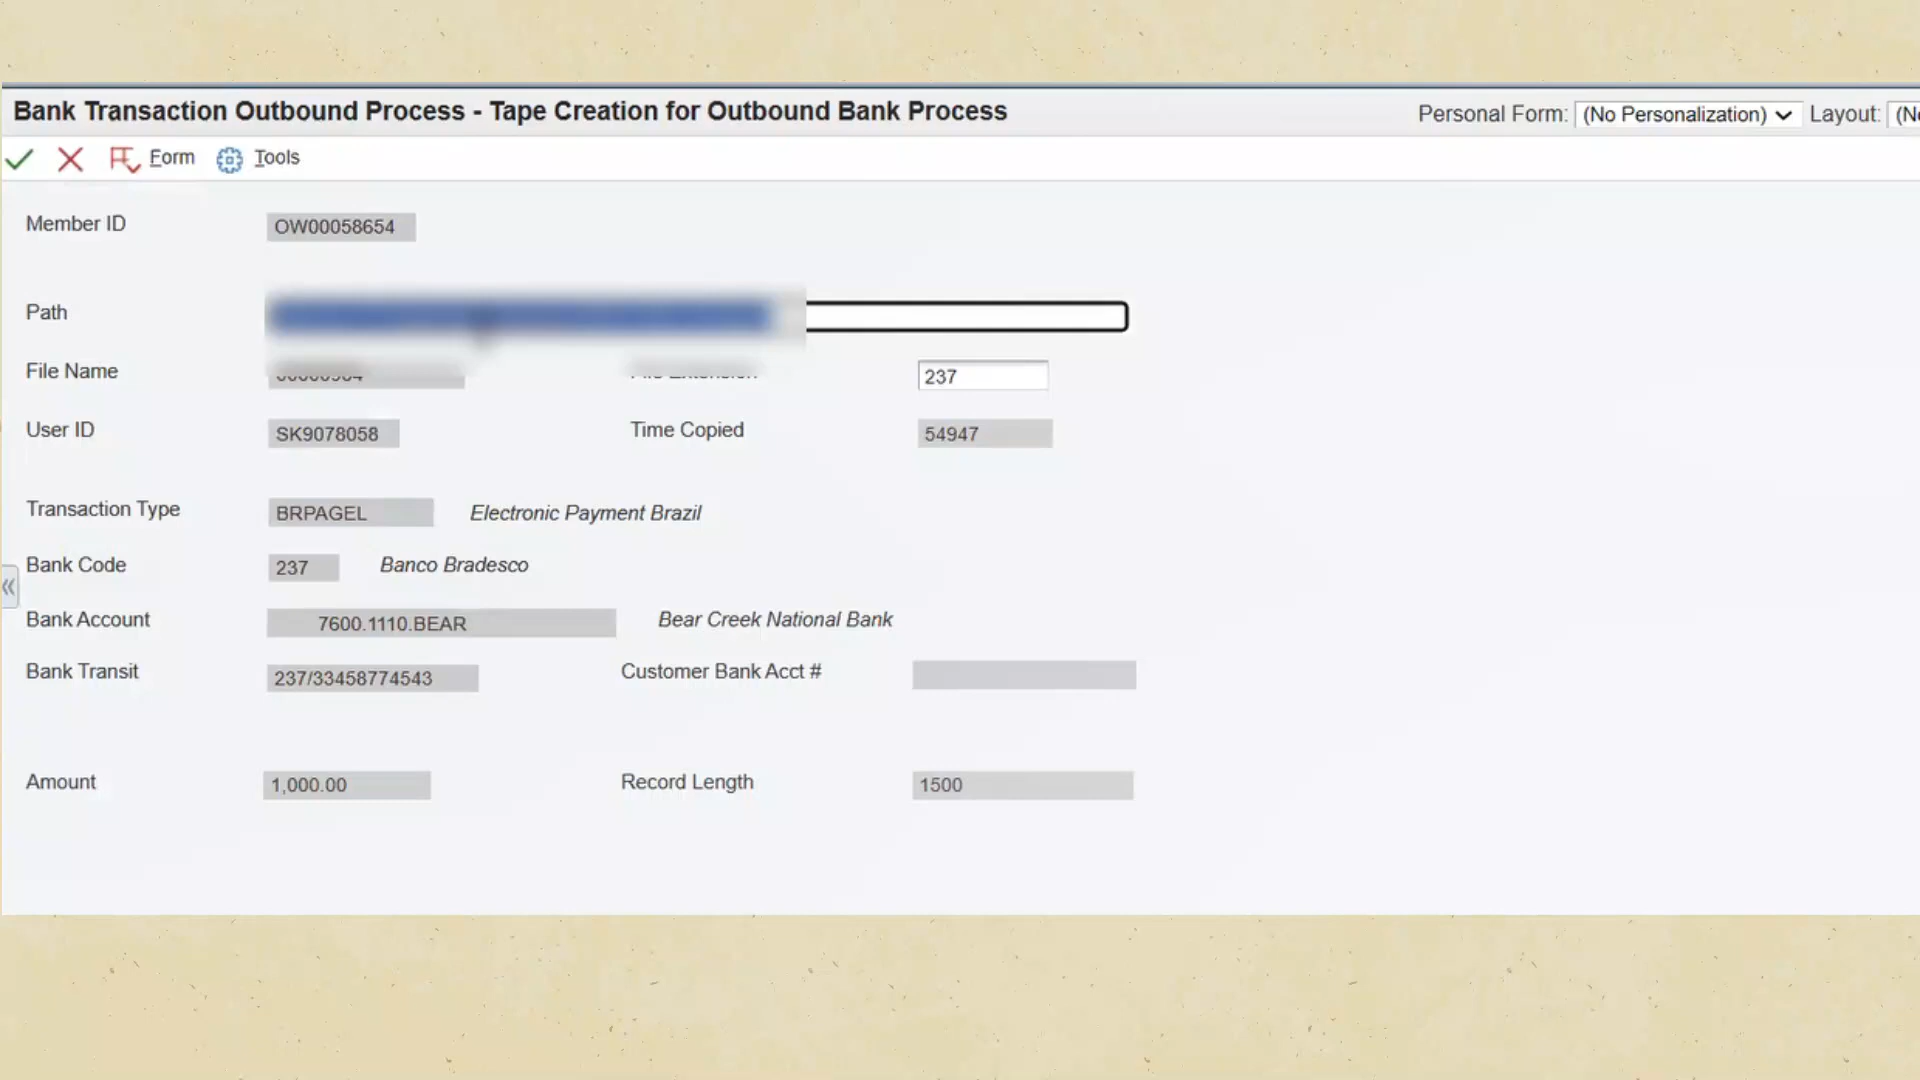 Bank Transaction Outbound Process - Tape Creation for Outbound Bank Process Personal Form: (No Personalization) Layout: (No
Form Tools
Member ID OW00058654
Path
File Name 237
User ID SK9078058 Time Copied 54947
Transaction Type BRPAGEL Electronic Payment Brazil
Bank Code 237 Banco Bradesco
Bank Account 7600.1110.BEAR Bear Creek National Bank
Bank Transit 237/33458774543 Customer Bank Acct #
Amount 1,000.00 Record Length 1500